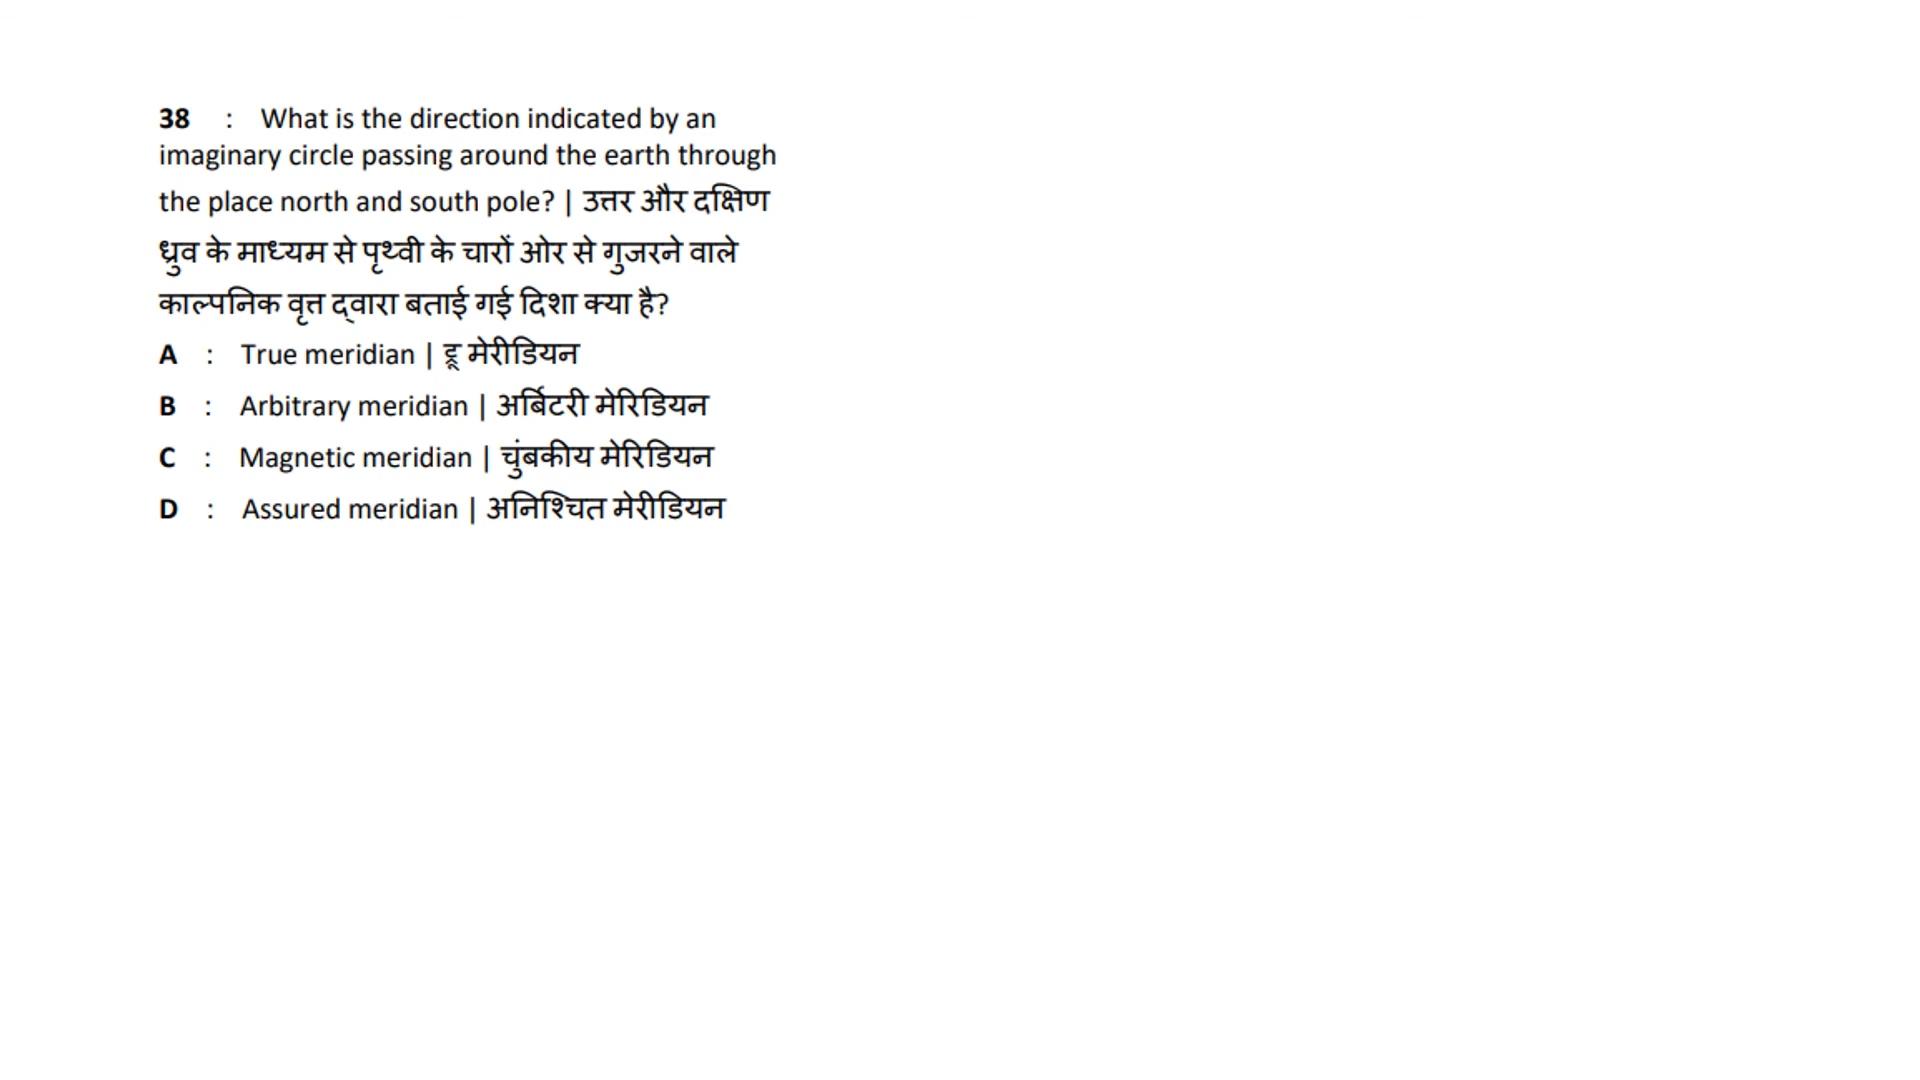 38 : What is the direction indicated by an
imaginary circle passing around the earth through
the place north and south pole? | उत्तर और दक्षिण
ध्रुव के माध्यम से पृथ्वी के चारों ओर से गुजरने वाले
काल्पनिक वृत्त द्वारा बताई गई दिशा क्या है?
A : True meridian | ट्रू मेरीडियन
B : Arbitrary meridian | अर्बिटरी मेरिडियन
C : Magnetic meridian | चुंबकीय मेरिडियन
D : Assured meridian | अनिश्चित मेरीडियन